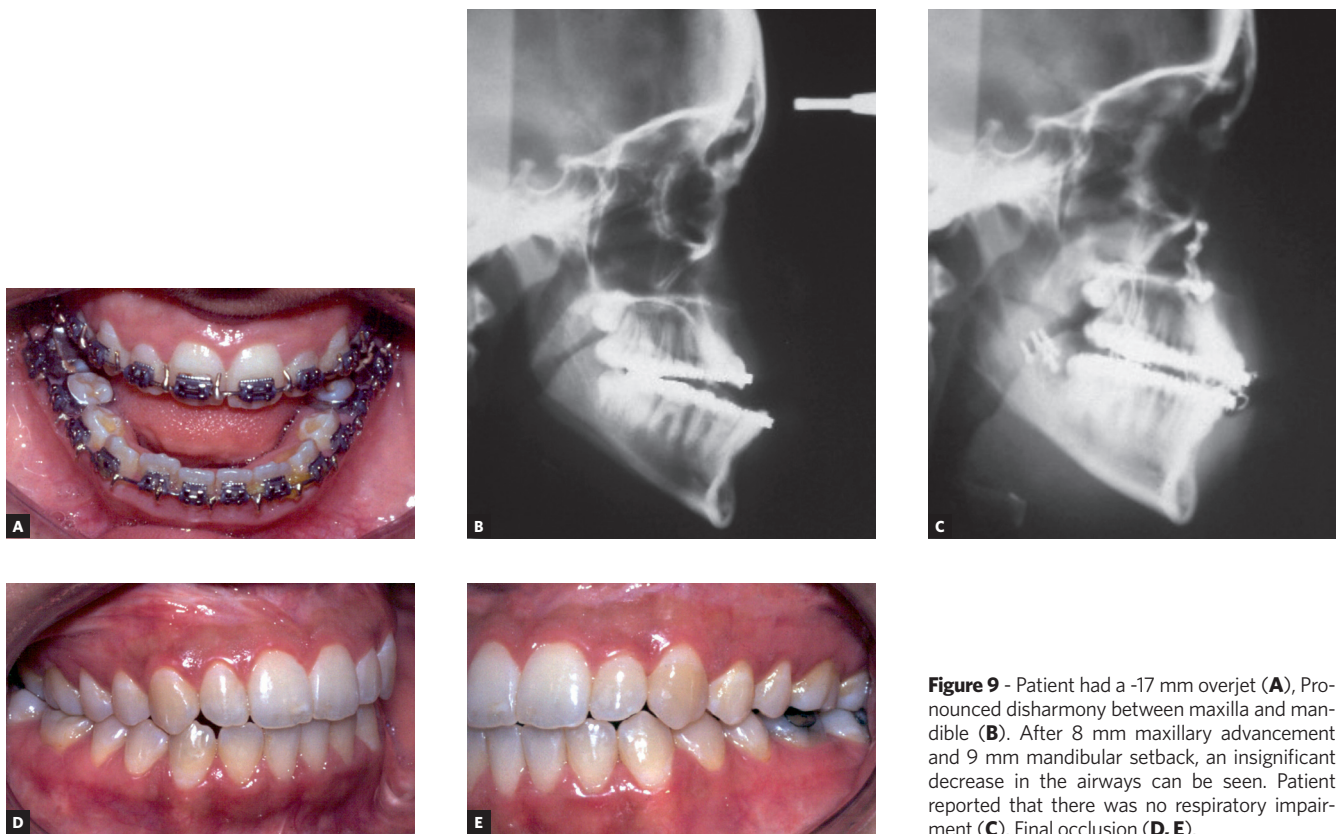 A
B
C
D
E
Figure 9 - Patient had a -17 mm overjet (A), Pro-
nounced disharmony between maxilla and man-
dible (B). After 8 mm maxillary advancement
and 9 mm mandibular setback, an insignificant
decrease in the airways can be seen. Patient
reported that there was no respiratory impair-
ment (C). Final occlusion (D, E).